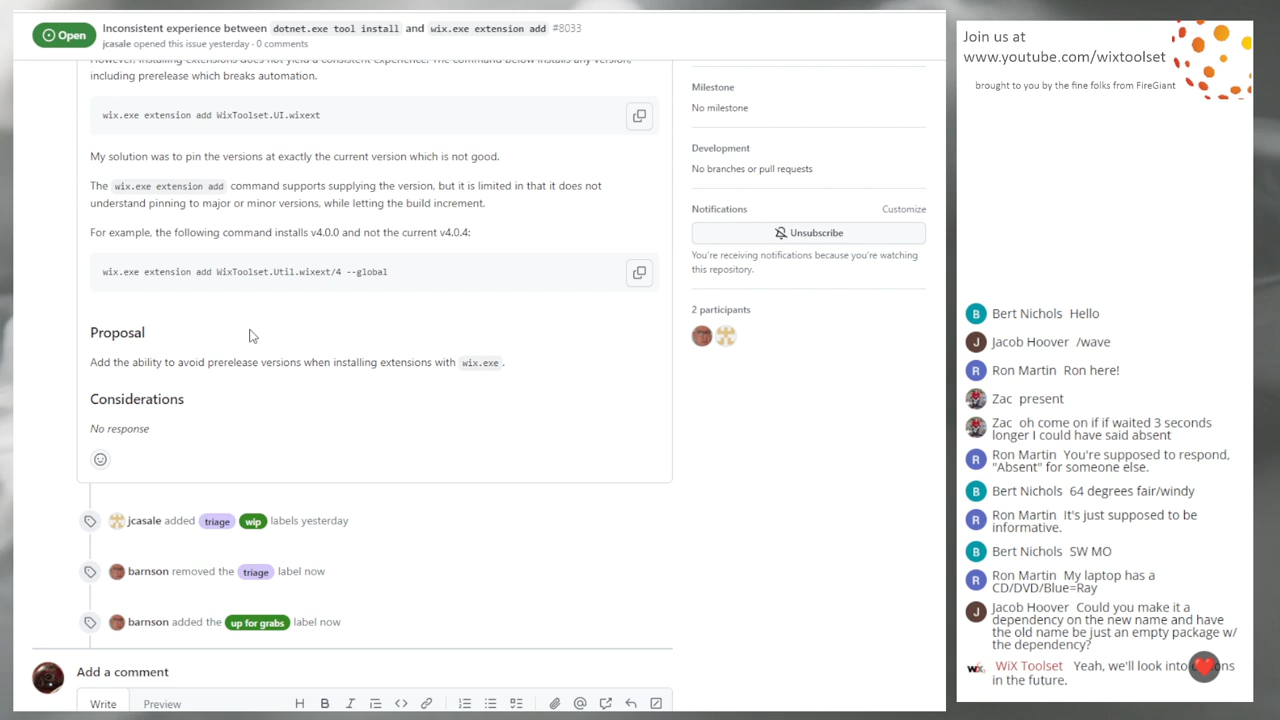 Open
Inconsistent experience between dotnet.exe tool install and wix.exe extension add #8033
jcasale opened this issue yesterday · 0 comments
However, installing extensions does not yield a consistent experience. The command below installs any version,
including prerelease which breaks automation.
wix.exe extension add WixToolset.UI.wixext
My solution was to pin the versions at exactly the current version which is not good.
The wix.exe extension add command supports supplying the version, but it is limited in that it does not
understand pinning to major or minor versions, while letting the build increment.
For example, the following command installs v4.0.0 and not the current v4.0.4:
wix.exe extension add WixToolset.Util.wixext/4 --global
Proposal
Add the ability to avoid prerelease versions when installing extensions with wix.exe.
Considerations
No response
jcasale added triage wip labels yesterday
barnson removed the triage label now
barnson added the up for grabs label now
Add a comment
Write Preview
Milestone
No milestone
Development
No branches or pull requests
Notifications Customize
Unsubscribe
You're receiving notifications because you're watching
this repository.
2 participants
Join us at
www.youtube.com/wixtoolset
brought to you by the fine folks from FireGiant
B Bert Nichols Hello
J Jacob Hoover /wave
R Ron Martin Ron here!
Zac present
Zac oh come on if if waited 3 seconds
longer I could have said absent
R Ron Martin You're supposed to respond,
"Absent" for someone else.
B Bert Nichols 64 degrees fair/windy
R Ron Martin It's just supposed to be
informative.
B Bert Nichols SW MO
R Ron Martin My laptop has a
CD/DVD/Blue=Ray
J Jacob Hoover Could you make it a
dependency on the new name and have
the old name be just an empty package w/
the dependency?
WiX WiX Toolset Yeah, we'll look into
in the future.